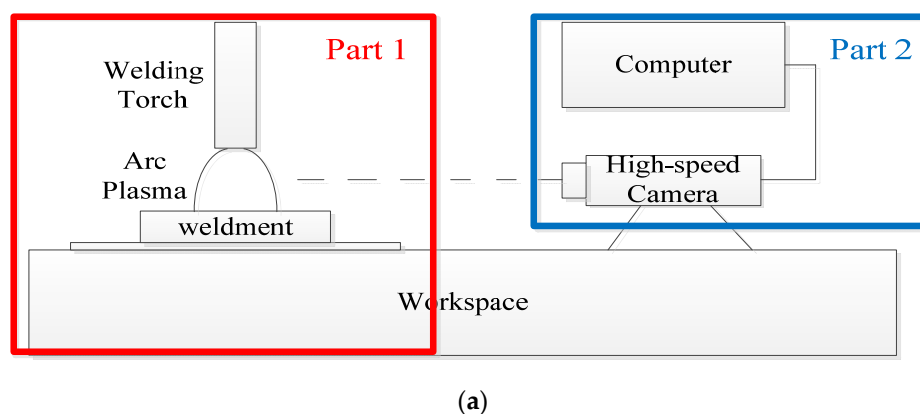 Part 1
Part 2
Welding
Torch
Computer
Arc
Plasma
High-speed
Camera
weldment
Workspace
(a)